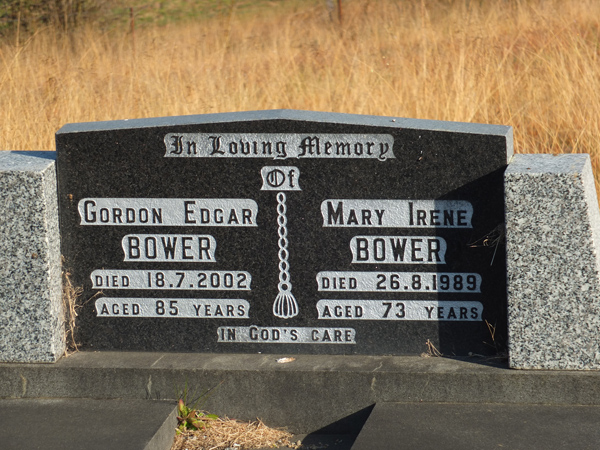 In Loving Memory
Of
GORDON EDGAR
BOWER
DIED 18.7.2002
AGED 85 YEARS
MARY IRENE
BOWER
DIED 26.8.1989
AGED 73 YEARS
IN GOD'S CARE